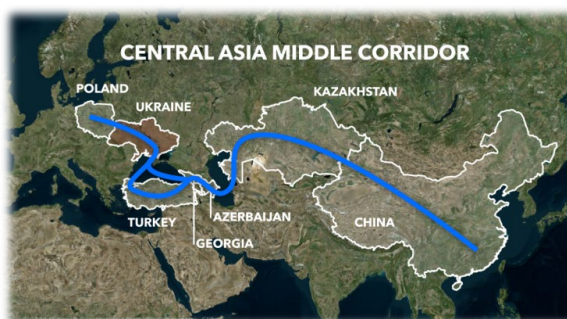 CENTRAL ASIA MIDDLE CORRIDOR
POLAND
KAZAKHSTAN
UKRAINE
AZERBAIJAN
TURKEY
CHINA
GEORGIA